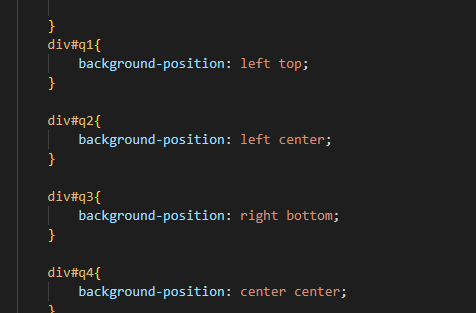 }
div#q1{
background-position: left top;
}
div#q2{
background-position: left center;
}
div#q3{
background-position: right bottom;
}
div#q4{
background-position: center center;
}